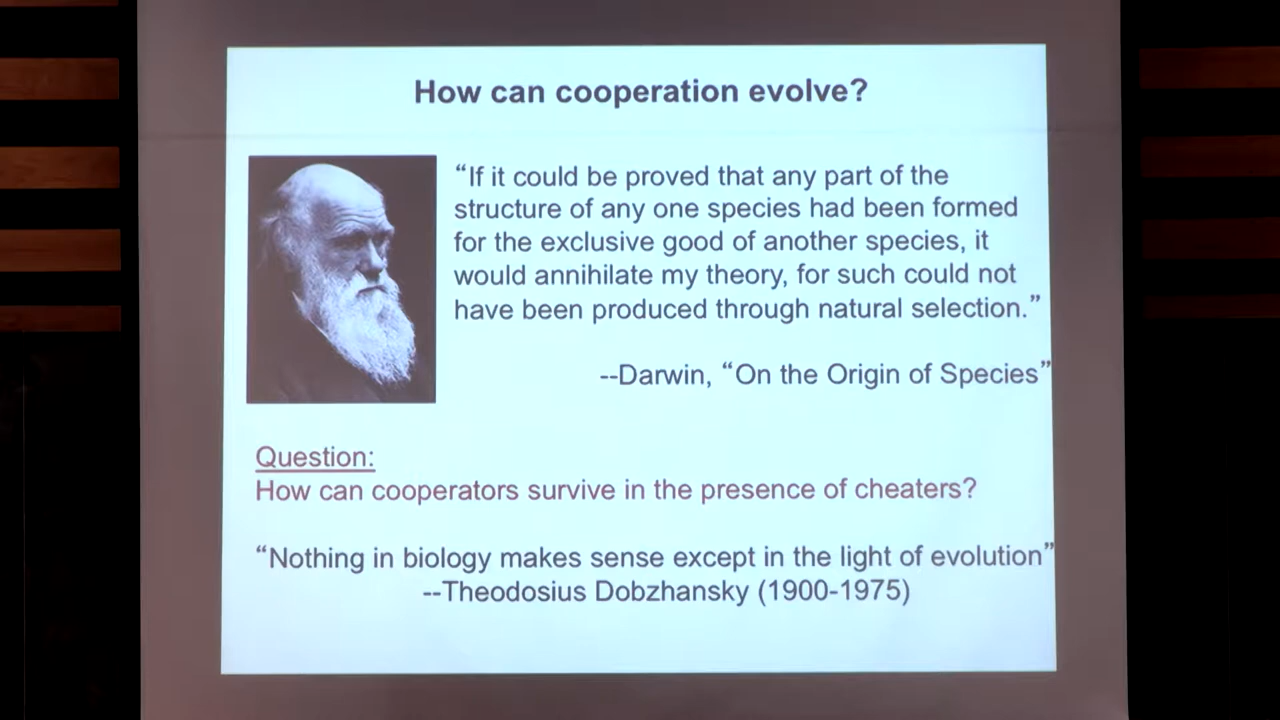 How can cooperation evolve?
“If it could be proved that any part of the
structure of any one species had been formed
for the exclusive good of another species, it
would annihilate my theory, for such could not
have been produced through natural selection.”
--Darwin, “On the Origin of Species”
Question:
How can cooperators survive in the presence of cheaters?
“Nothing in biology makes sense except in the light of evolution”
--Theodosius Dobzhansky (1900-1975)